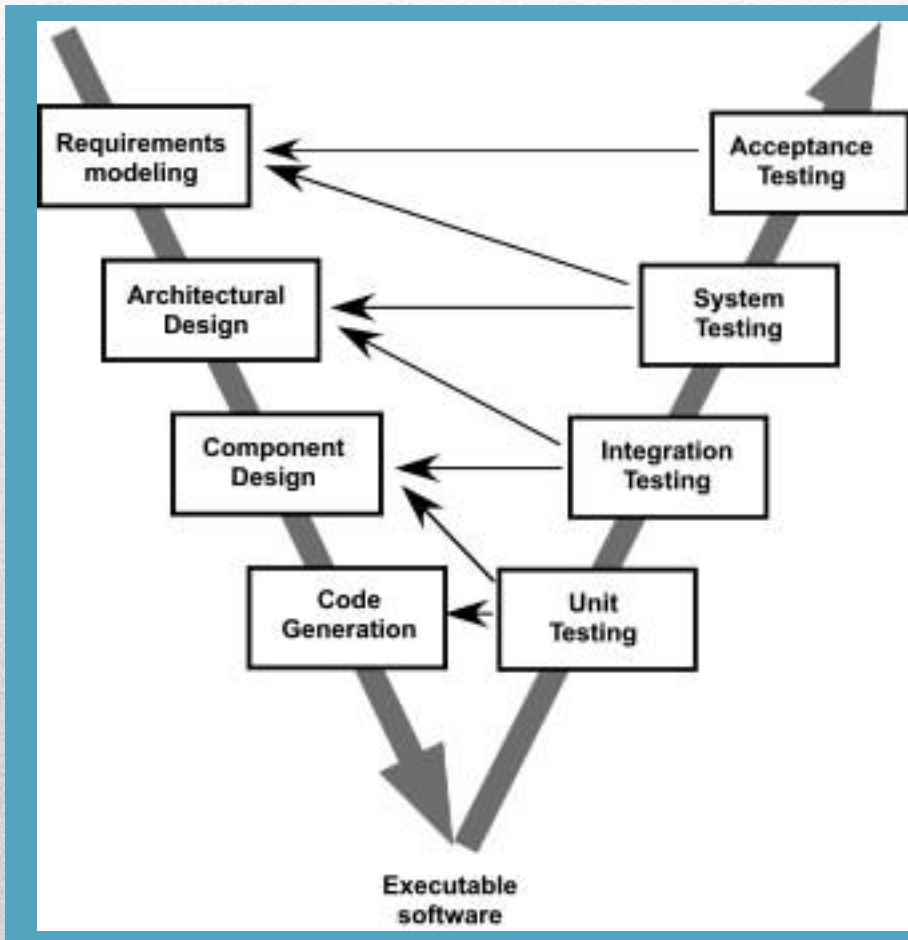 Requirements
modeling
Acceptance
Testing
Architectural
Design
System
Testing
Component
Design
Integration
Testing
Code
Generation
Unit
Testing
Executable
software